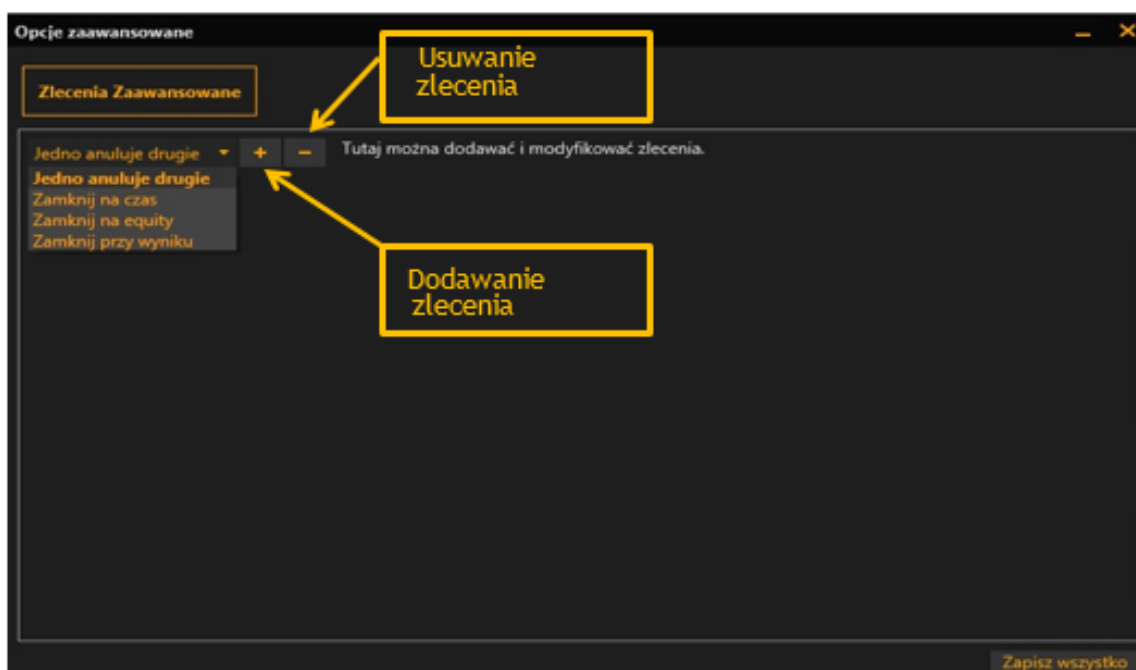 Opcje zaawansowane
Usuwanie
zlecenia
Zlecenia Zaawansowane
Jedno anuluje drugie
+ −
Tutaj można dodawać i modyfikować zlecenia.
Jedno anuluje drugie
Zamknij na czas
Zamknij na equity
Zamknij przy wyniku
Dodawanie
zlecenia
Zapisz wszystko